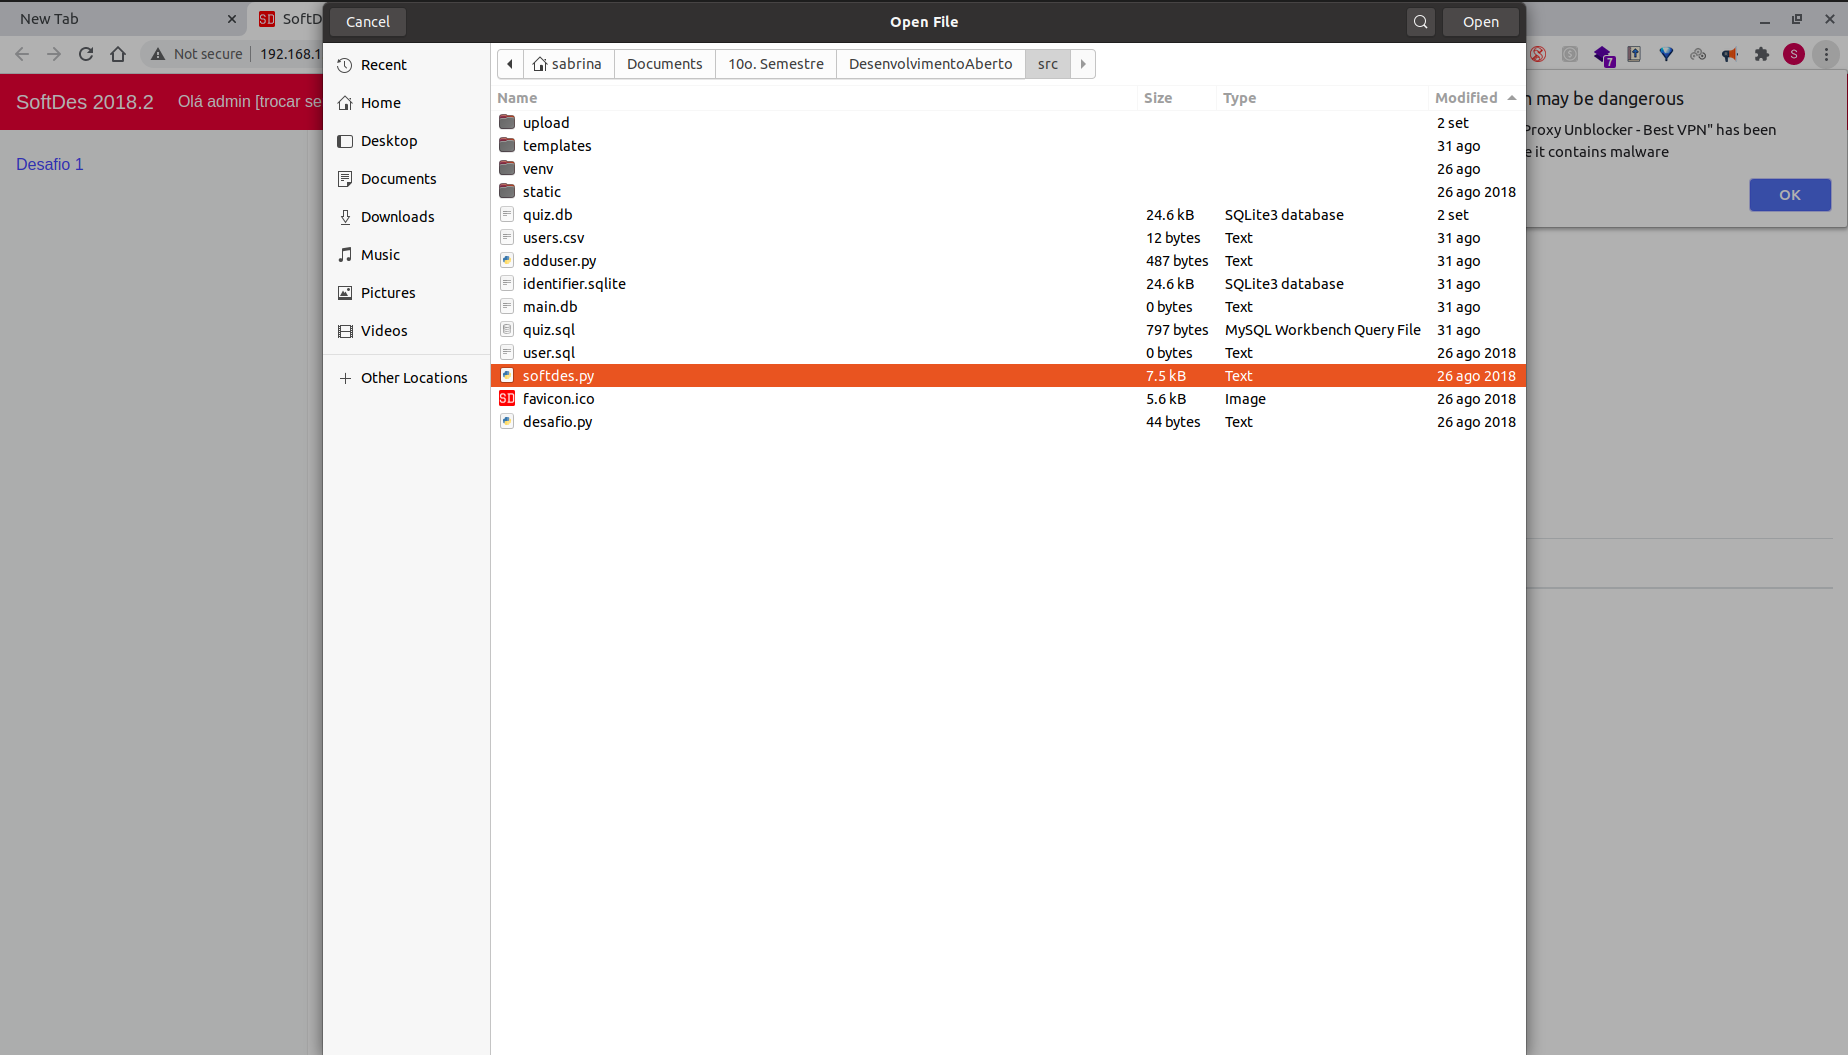 New Tab
SD SoftD
Cancel
Open File
Open
Not secure
192.168.1
7
S
SoftDes 2018.2
Olá admin [trocar se
Desafio 1
Recent
Home
Desktop
Documents
Downloads
Music
Pictures
Videos
Other Locations
sabrina Documents 10o. Semestre DesenvolvimentoAberto src
Name Size Type Modified
upload 2 set
templates 31 ago
venv 26 ago
static 26 ago 2018
quiz.db 24.6 kB SQLite3 database 2 set
users.csv 12 bytes Text 31 ago
adduser.py 487 bytes Text 31 ago
identifier.sqlite 24.6 kB SQLite3 database 31 ago
main.db 0 bytes Text 31 ago
quiz.sql 797 bytes MySQL Workbench Query File 31 ago
user.sql 0 bytes Text 26 ago 2018
softdes.py 7.5 kB Text 26 ago 2018
SD favicon.ico 5.6 kB Image 26 ago 2018
desafio.py 44 bytes Text 26 ago 2018
n may be dangerous
Proxy Unblocker - Best VPN" has been
e it contains malware
OK